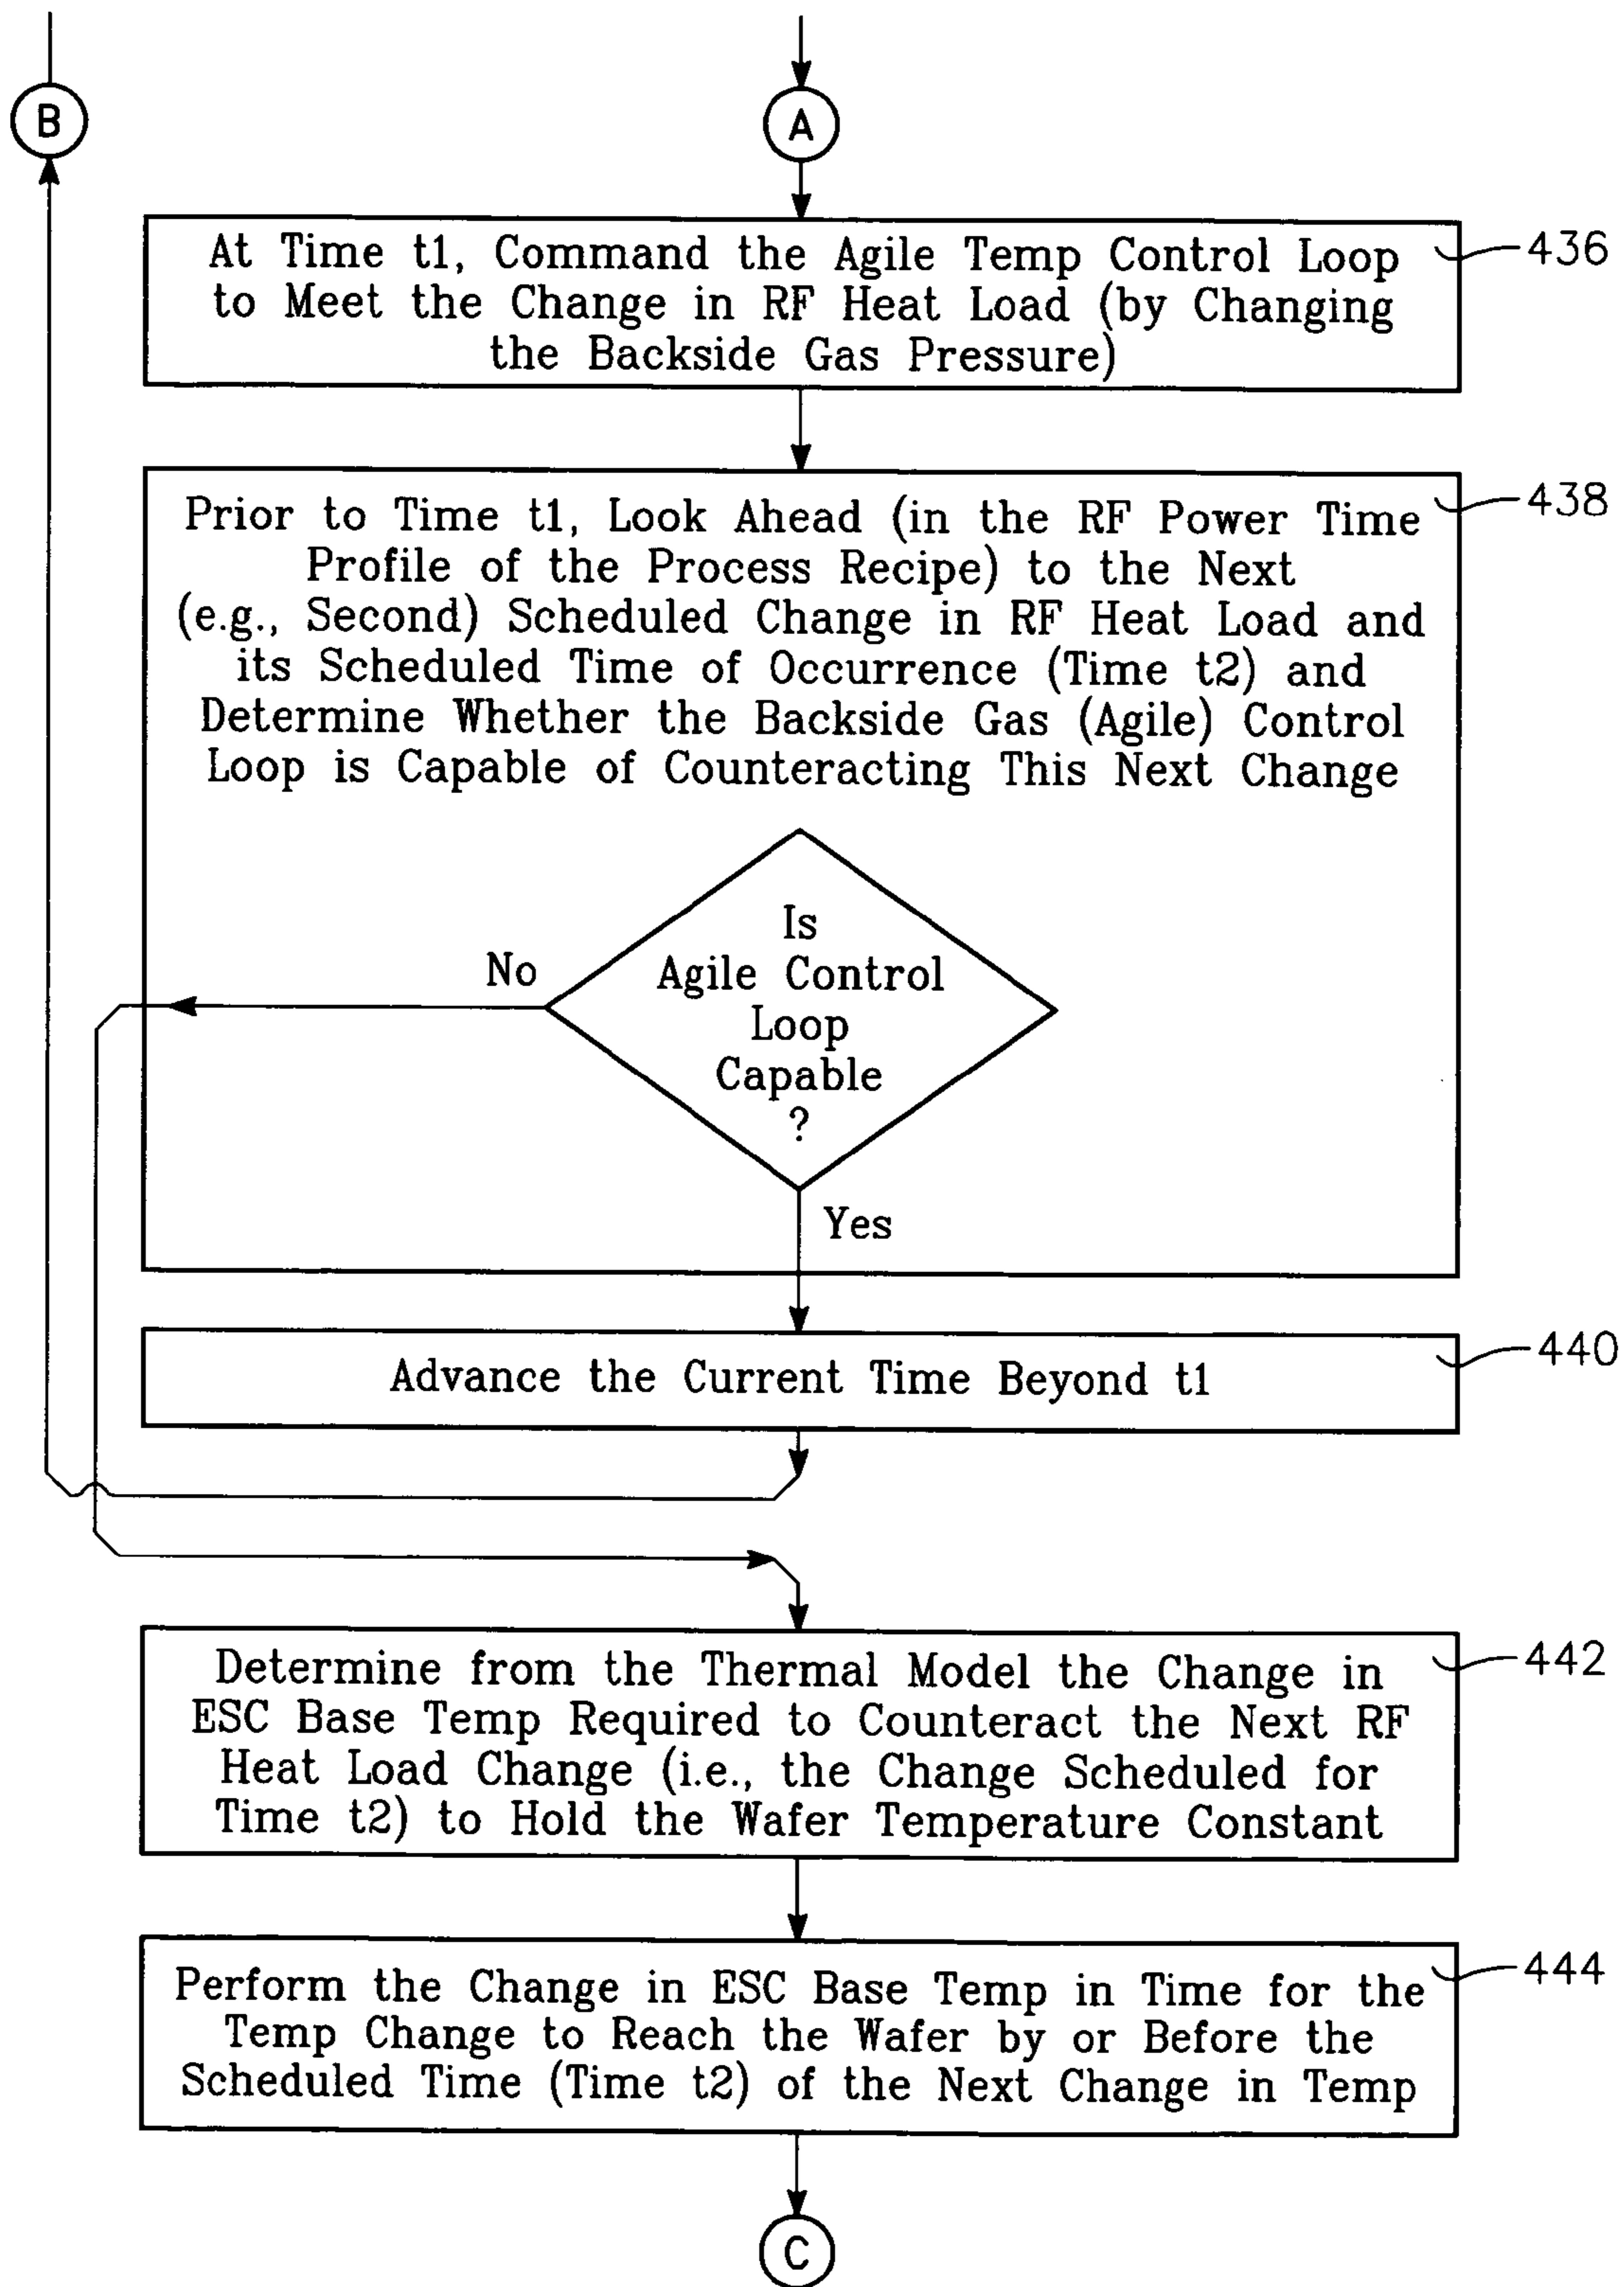 B
A
At Time t1, Command the Agile Temp Control Loop
to Meet the Change in RF Heat Load (by Changing
the Backside Gas Pressure)
436
Prior to Time t1, Look Ahead (in the RF Power Time
Profile of the Process Recipe) to the Next
(e.g., Second) Scheduled Change in RF Heat Load and
its Scheduled Time of Occurrence (Time t2) and
Determine Whether the Backside Gas (Agile) Control
Loop is Capable of Counteracting This Next Change
438
Is
Agile Control
Loop
Capable
?
No
Yes
Advance the Current Time Beyond t1
440
Determine from the Thermal Model the Change in
ESC Base Temp Required to Counteract the Next RF
Heat Load Change (i.e., the Change Scheduled for
Time t2) to Hold the Wafer Temperature Constant
442
Perform the Change in ESC Base Temp in Time for the
Temp Change to Reach the Wafer by or Before the
Scheduled Time (Time t2) of the Next Change in Temp
444
C